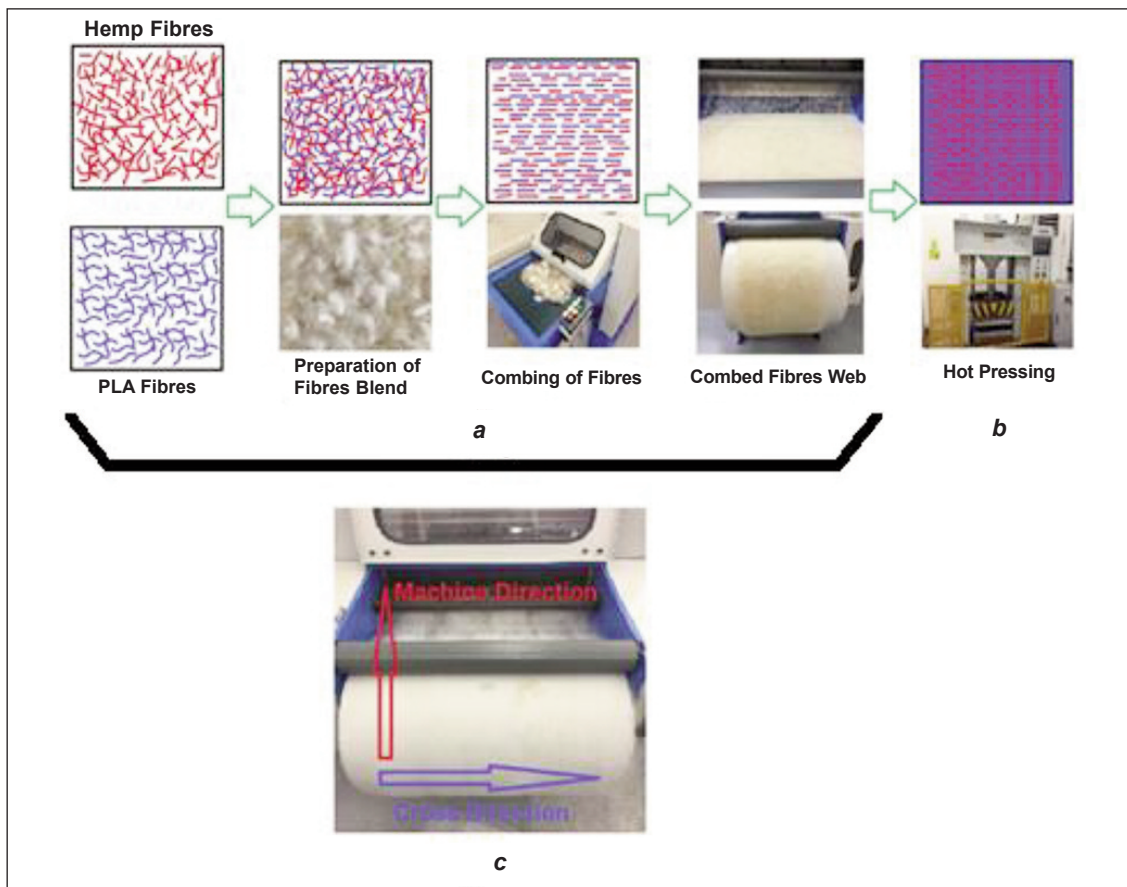 Hemp Fibres
PLA Fibres
Preparation of
Fibres Blend
Combing of Fibres
Combed Fibres Web
Hot Pressing
a
b
Machine Direction
Cross Direction
c